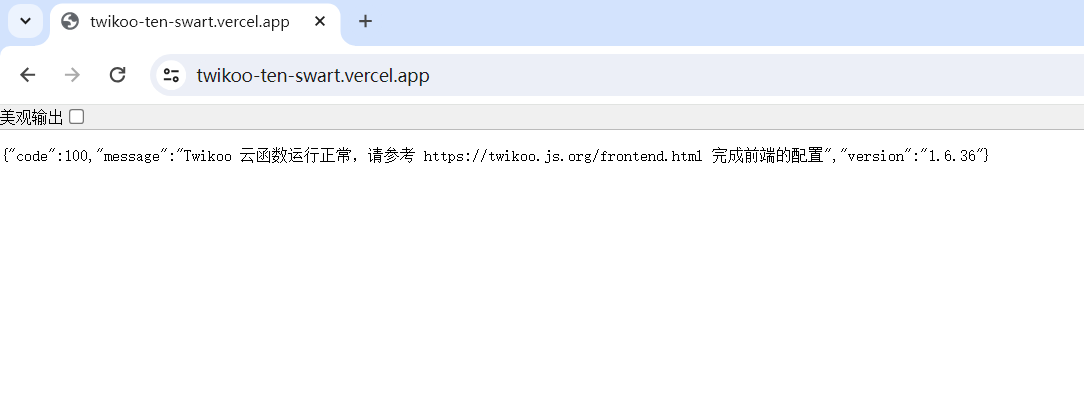 twikoo-ten-swart.vercel.app
twikoo-ten-swart.vercel.app
美观输出
{"code":100,"message":"Twikoo 云函数运行正常，请参考 https://twikoo.js.org/frontend.html 完成前端的配置","version":"1.6.36"}